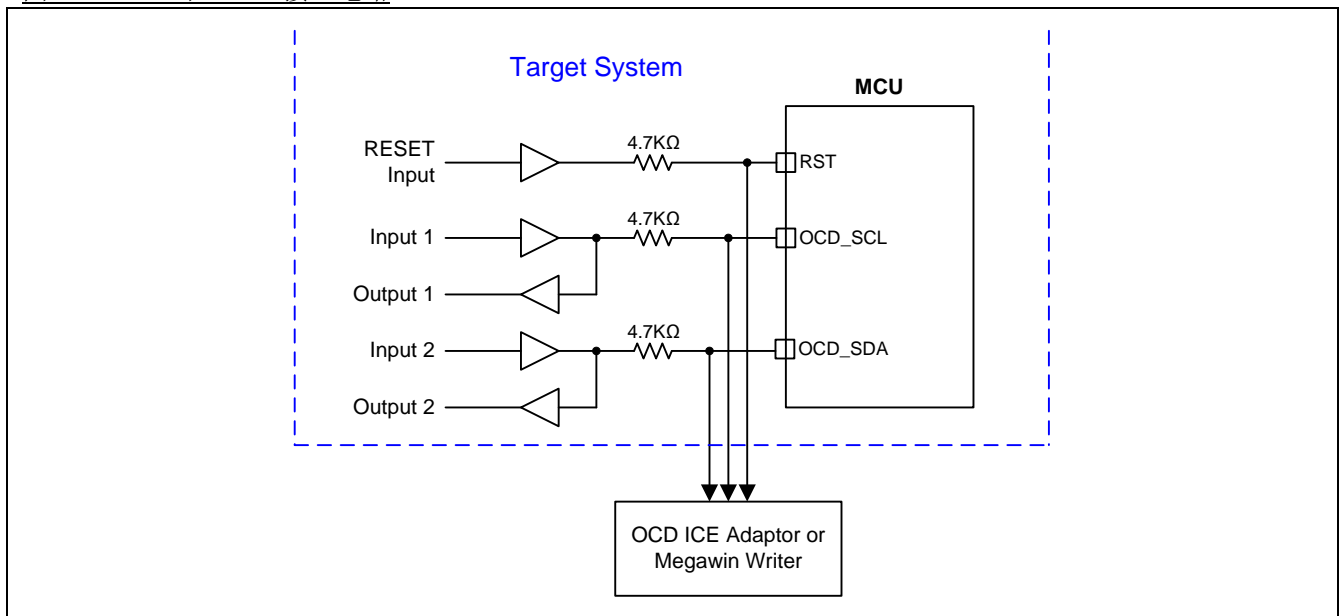 Target System
MCU
RESET
Input
4.7KΩ
RST
Input 1
4.7KΩ
OCD_SCL
Output 1
Input 2
4.7KΩ
OCD_SDA
Output 2
OCD ICE Adaptor or
Megawin Writer